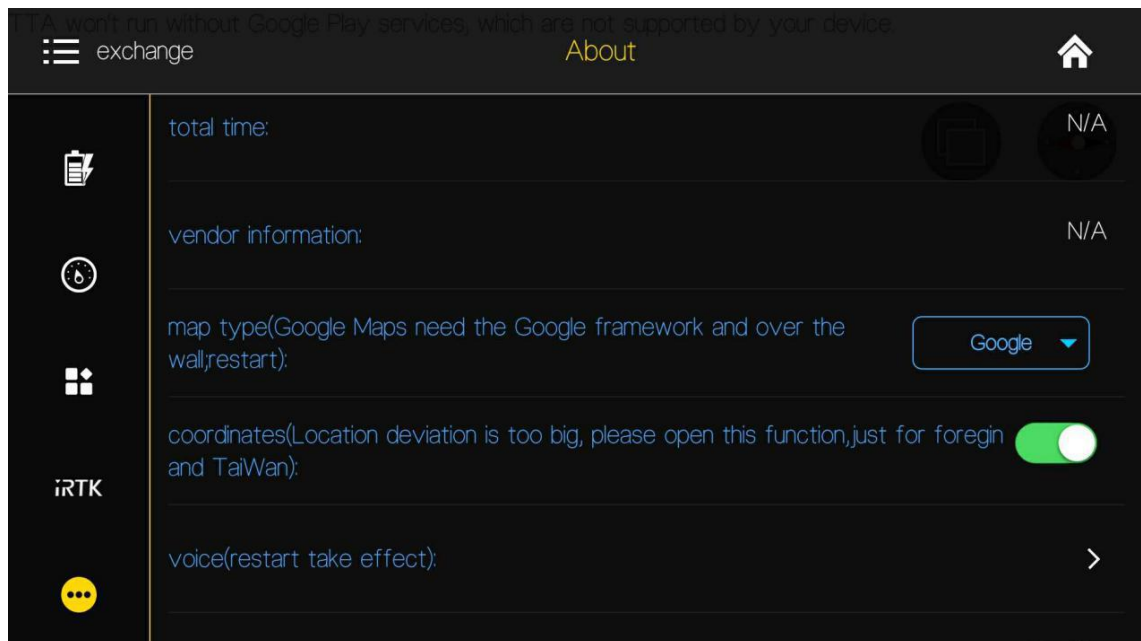 TTA won't run without Google Play services, which are not supported by your device.
exchange
About
total time:
N/A
vendor information:
N/A
map type(Google Maps need the Google framework and over the
wall;restart):
Google
coordinates(Location deviation is too big, please open this function,just for foregin
and TaiWan):
iRTK
voice(restart take effect):